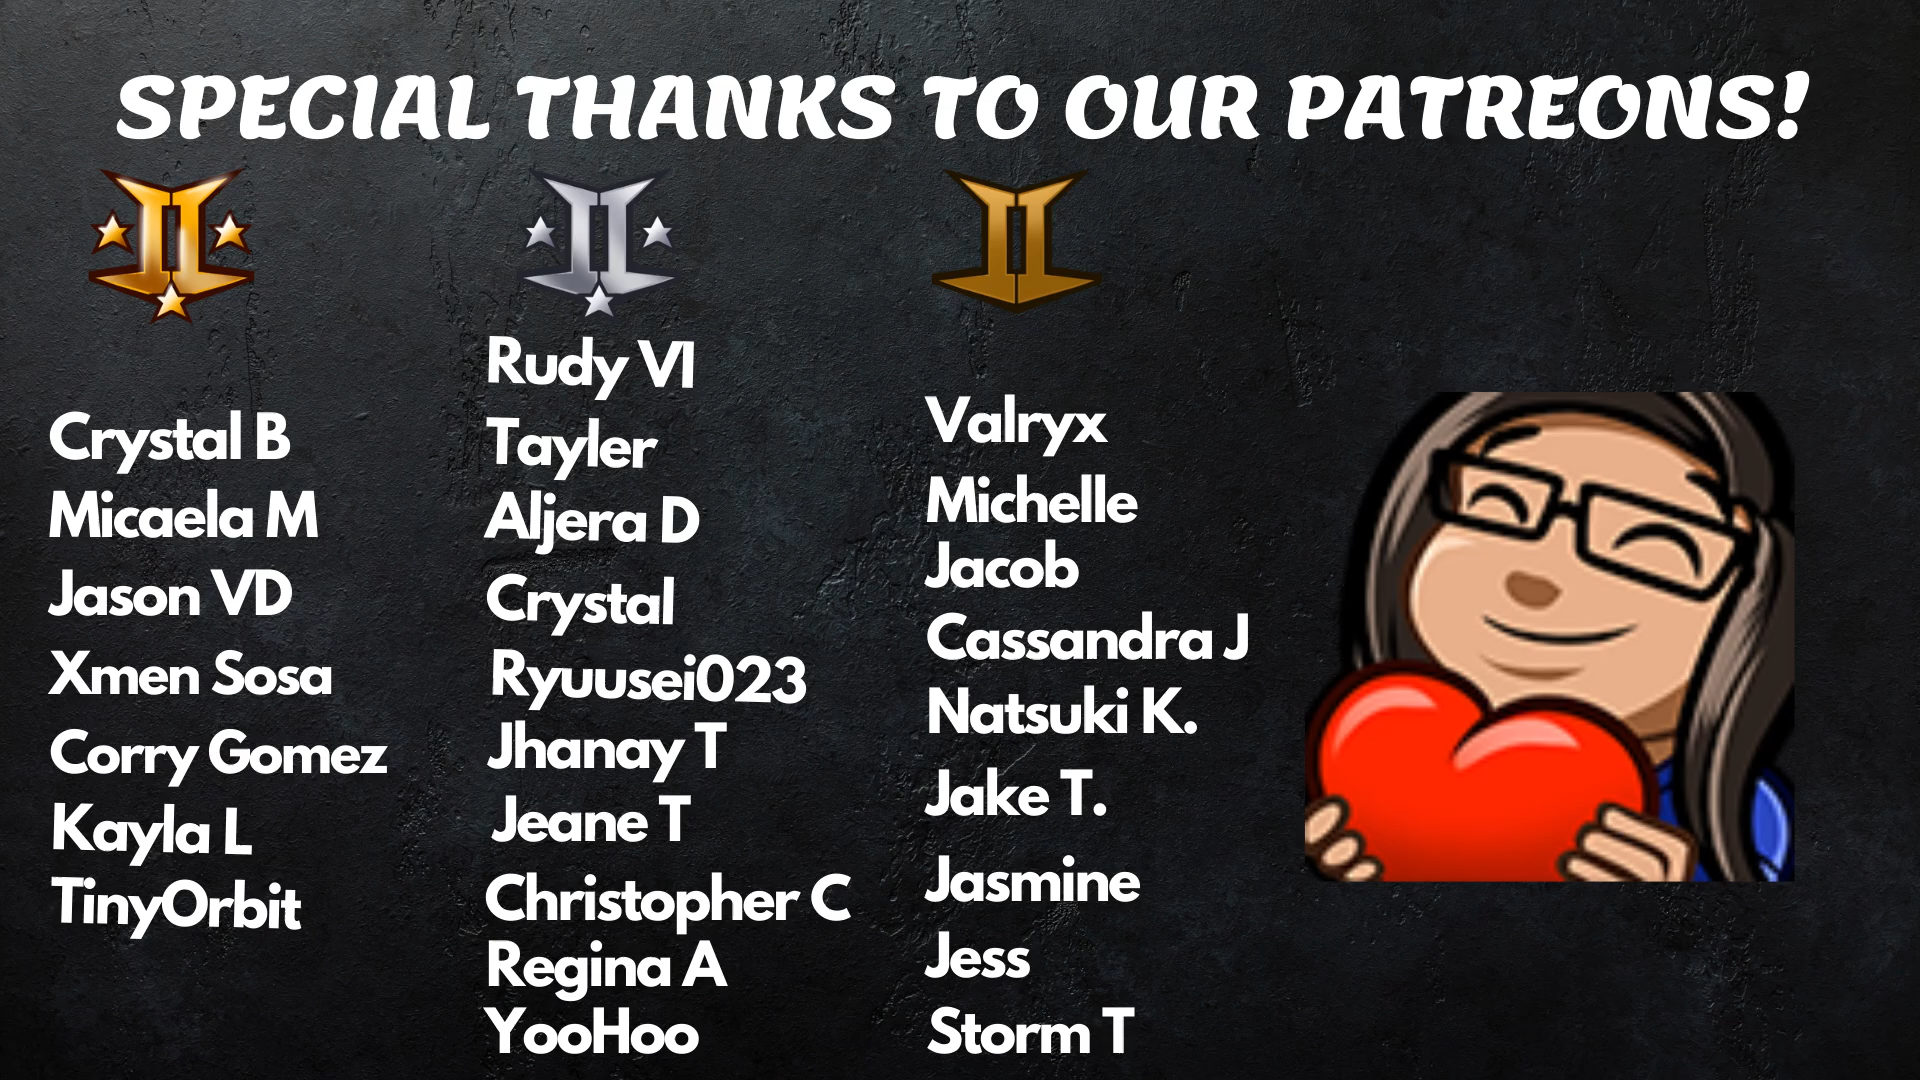 SPECIAL THANKS TO OUR PATREONS!
Crystal B
Micaela M
Jason VD
Xmen Sosa
Corry Gomez
Kayla L
TinyOrbit
Rudy VI
Tayler
Aljera D
Crystal
Ryuusei023
Jhanay T
Jeane T
Christopher C
Regina A
YooHoo
Valryx
Michelle
Jacob
Cassandra J
Natsuki K.
Jake T.
Jasmine
Jess
Storm T